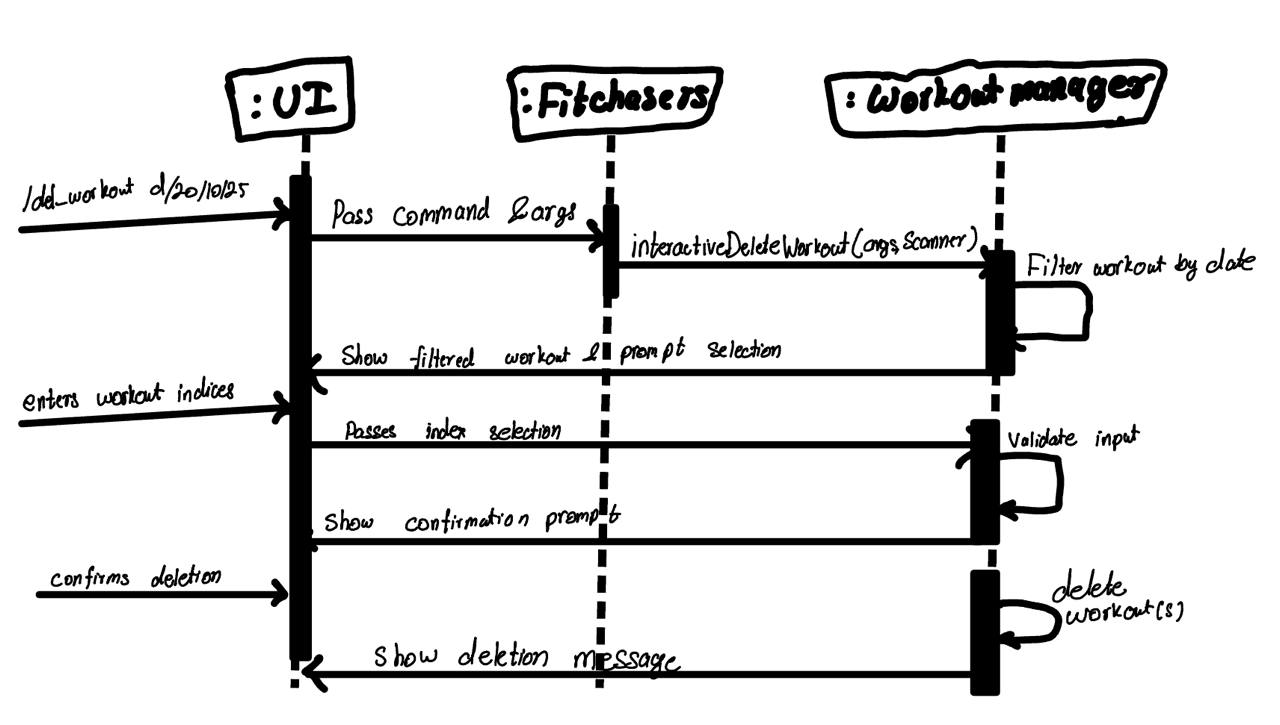 :UI
:Fitchasers
:Workout manager
/del_workout d/20/10/25
Pass command & args
interactiveDeleteWorkout(args,Scanner)
Filter workout by date
Show filtered workout & prompt selection
enters workout indices
Passes index selection
Validate input
Show confirmation prompt
confirms deletion
delete
workout(s)
show deletion message